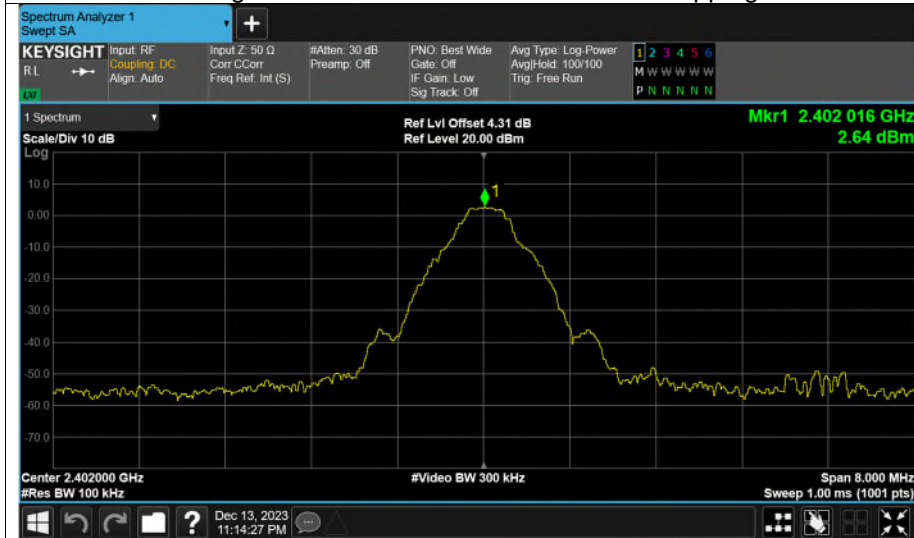 Spectrum Analyzer 1
Swept SA
+
KEYSIGHT
RL
LXI
Input: RF
Coupling: DC
Align: Auto
Input Z: 50 Ω
Corr CCorr
Freq Ref: Int (S)
#Atten: 30 dB
Preamp: Off
PNO: Best Wide
Gate: Off
IF Gain: Low
Sig Track: Off
Avg Type: Log-Power
Avg|Hold: 100/100
Trig: Free Run
1 2 3 4 5 6
M W W W W W
P N N N N N
1 Spectrum
Scale/Div 10 dB
Log
Ref Lvl Offset 4.31 dB
Ref Level 20.00 dBm
Mkr1 2.402 016 GHz
2.64 dBm
1
10.0
0.00
-10.0
-20.0
-30.0
-40.0
-50.0
-60.0
-70.0
Center 2.402000 GHz
#Res BW 100 kHz
#Video BW 300 kHz
Span 8.000 MHz
Sweep 1.00 ms (1001 pts)
?
Dec 13, 2023
11:14:27 PM